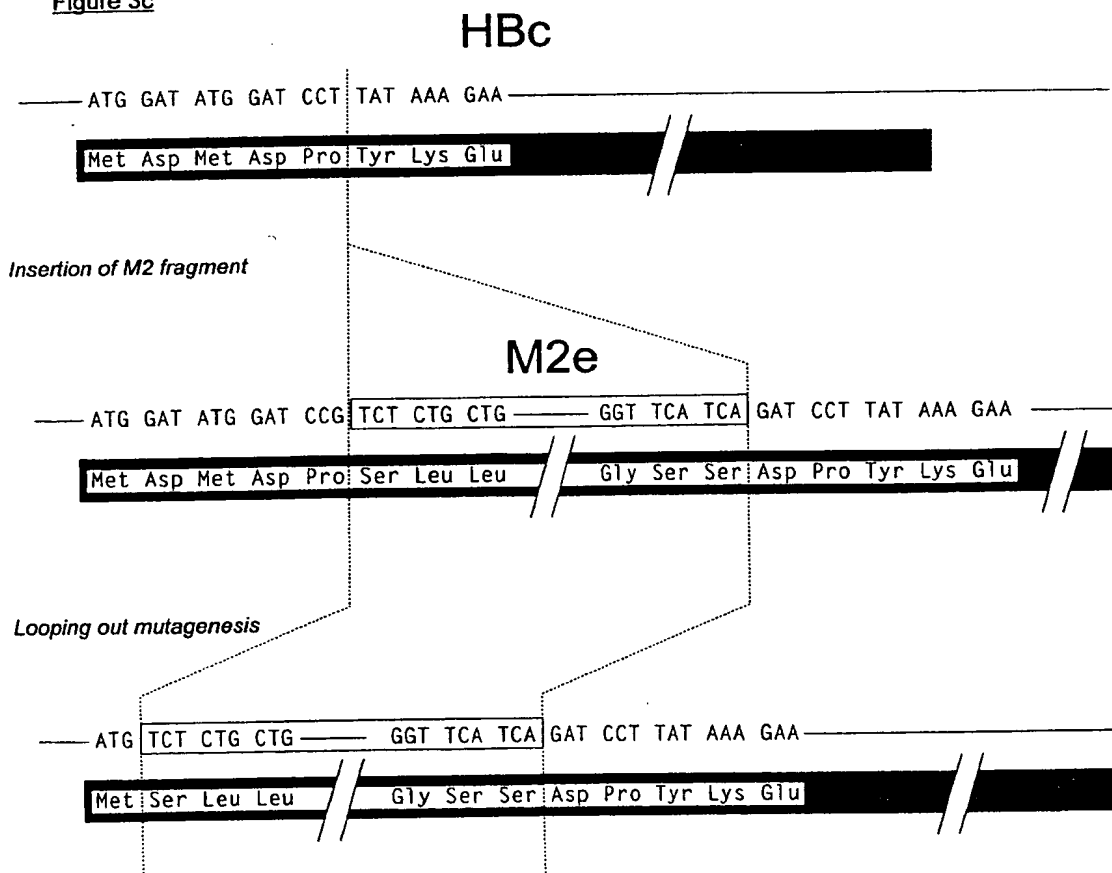 Figure 3c
HBc
ATG GAT ATG GAT CCT TAT AAA GAA
Met Asp Met Asp Pro Tyr Lys Glu
Insertion of M2 fragment
M2e
ATG GAT ATG GAT CCG TCT CTG CTG GGT TCA TCA GAT CCT TAT AAA GAA
Met Asp Met Asp Pro Ser Leu Leu Gly Ser Ser Asp Pro Tyr Lys Glu
Looping out mutagenesis
ATG TCT CTG CTG GGT TCA TCA GAT CCT TAT AAA GAA
Met Ser Leu Leu Gly Ser Ser Asp Pro Tyr Lys Glu